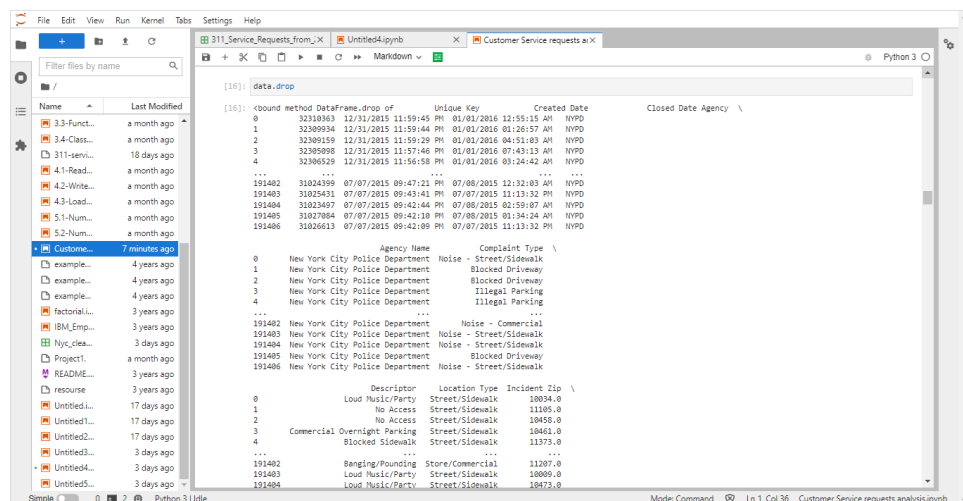 File Edit View Run Kernel Tabs Settings Help
311_Service_Requests_from_
Untitled4.ipynb
Customer Service requests a
Filter files by name
Markdown
Python 3
/
Name Last Modified
3.3-Funct... a month ago
3.4-Class... a month ago
311-servi... 18 days ago
4.1-Read... a month ago
4.2-Write... a month ago
4.3-Load... a month ago
5.1-Num... a month ago
5.2-Num... a month ago
Custome... 7 minutes ago
example... 4 years ago
example... 4 years ago
example... 4 years ago
factorial.i... 3 years ago
IBM_Emp... 3 years ago
Nyc_clea... 3 days ago
Project1. a month ago
README.... 3 years ago
resourse 3 years ago
Untitled.i... 17 days ago
Untitled1... 17 days ago
Untitled2... 17 days ago
Untitled3... 3 days ago
Untitled4... 3 days ago
Untitled5... 3 days ago
[16]: data.drop
[16]: <bound method DataFrame.drop of Unique Key Created Date Closed Date Agency \
0 32310363 12/31/2015 11:59:45 PM 01/01/2016 12:55:15 AM NYPD
1 32309934 12/31/2015 11:59:44 PM 01/01/2016 01:26:57 AM NYPD
2 32309159 12/31/2015 11:59:29 PM 01/01/2016 04:51:03 AM NYPD
3 32305098 12/31/2015 11:57:46 PM 01/01/2016 07:43:13 AM NYPD
4 32306529 12/31/2015 11:56:58 PM 01/01/2016 03:24:42 AM NYPD
... ... ... ... ...
191402 31024399 07/07/2015 09:47:21 PM 07/08/2015 12:32:03 AM NYPD
191403 31025431 07/07/2015 09:43:41 PM 07/07/2015 11:13:32 PM NYPD
191404 31023497 07/07/2015 09:42:44 PM 07/08/2015 02:59:07 AM NYPD
191405 31027084 07/07/2015 09:42:10 PM 07/08/2015 01:34:24 AM NYPD
191406 31026613 07/07/2015 09:42:09 PM 07/07/2015 11:13:32 PM NYPD
Agency Name Complaint Type \
0 New York City Police Department Noise - Street/Sidewalk
1 New York City Police Department Blocked Driveway
2 New York City Police Department Blocked Driveway
3 New York City Police Department Illegal Parking
4 New York City Police Department Illegal Parking
... ... ...
191402 New York City Police Department Noise - Commercial
191403 New York City Police Department Noise - Street/Sidewalk
191404 New York City Police Department Noise - Street/Sidewalk
191405 New York City Police Department Blocked Driveway
191406 New York City Police Department Noise - Street/Sidewalk
Descriptor Location Type Incident Zip \
0 Loud Music/Party Street/Sidewalk 10034.0
1 No Access Street/Sidewalk 11105.0
2 No Access Street/Sidewalk 10458.0
3 Commercial Overnight Parking Street/Sidewalk 10461.0
4 Blocked Sidewalk Street/Sidewalk 11373.0
... ... ... ...
191402 Banging/Pounding Store/Commercial 11207.0
191403 Loud Music/Party Street/Sidewalk 10009.0
191404 Loud Music/Party Street/Sidewalk 10473.0
Simple 0 2 Python 3 | Idle Mode: Command Ln 1, Col 36 Customer Service requests analysis.ipynb